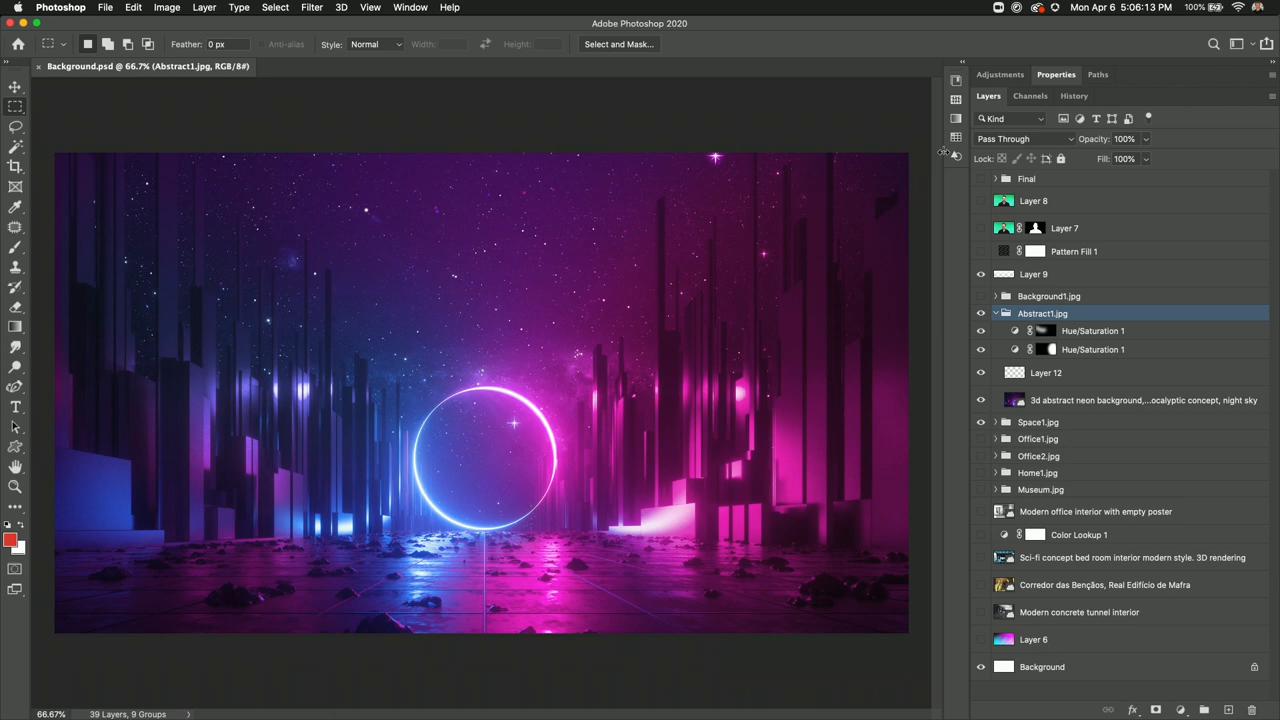 Photoshop File Edit Image Layer Type Select Filter 3D View Window Help 100% Mon Apr 6 5:06:13 PM
Adobe Photoshop 2020
Feather: 0 px Anti-alias Style: Normal Width: Height: Select and Mask...
Background.psd @ 66.7% (Abstract1.jpg, RGB/8#)
Adjustments Properties Paths
Layers Channels History
Kind
Pass Through Opacity: 100%
Lock: Fill: 100%
Final
Layer 8
Layer 7
Pattern Fill 1
Layer 9
Background1.jpg
Abstract1.jpg
Hue/Saturation 1
Hue/Saturation 1
Layer 12
3d abstract neon background,...ocalyptic concept, night sky
Space1.jpg
Office1.jpg
Office2.jpg
Home1.jpg
Museum.jpg
Modern office interior with empty poster
Color Lookup 1
Sci-fi concept bed room interior modern style. 3D rendering
Corredor das Bençãos, Real Edifício de Mafra
Modern concrete tunnel interior
Layer 6
Background
66.67% 39 Layers, 9 Groups